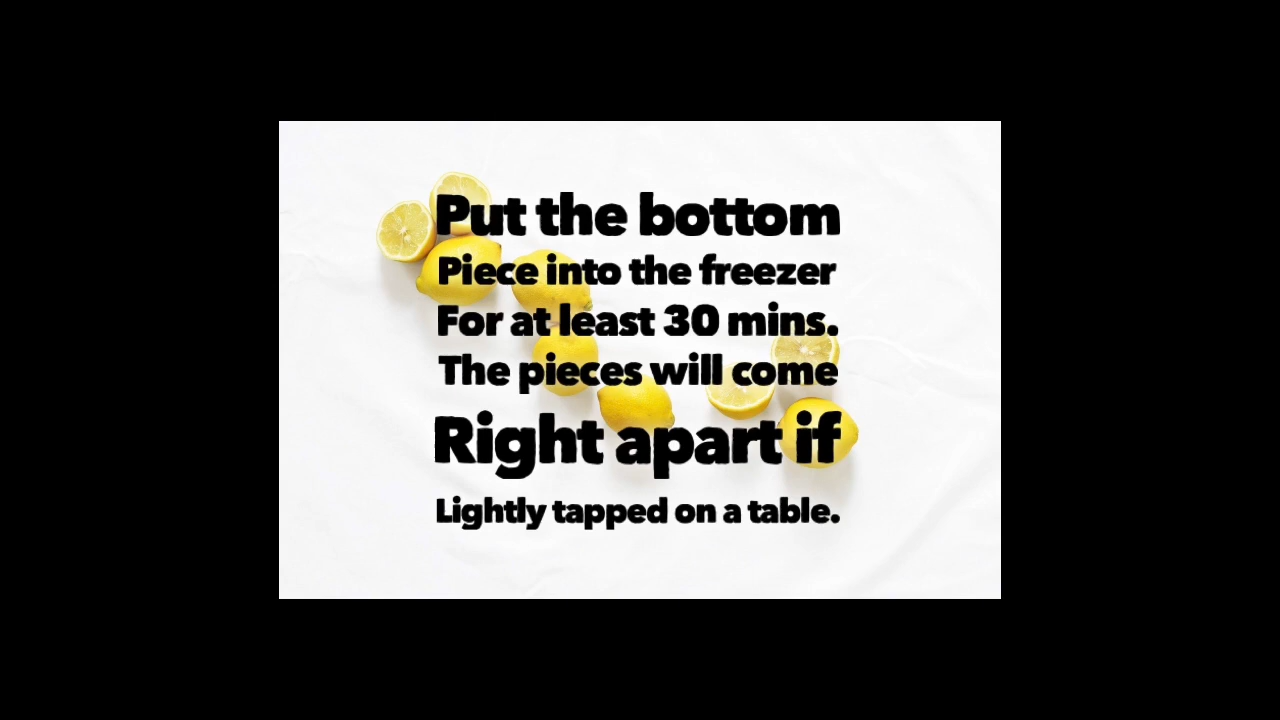 Put the bottom
Piece into the freezer
For at least 30 mins.
The pieces will come
Right apart if
Lightly tapped on a table.